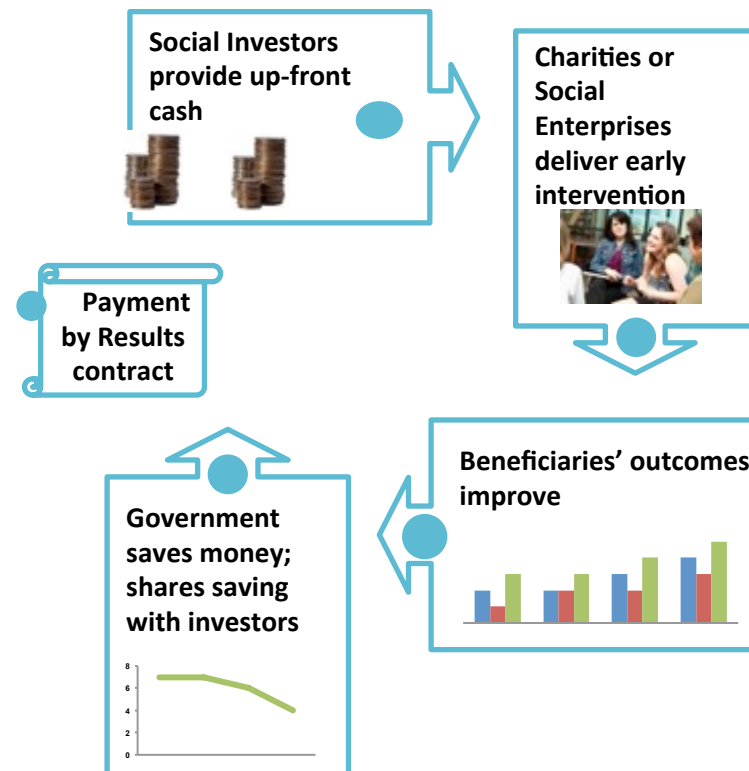 Social Investors
provide up-front
cash
Charities or
Social
Enterprises
deliver early
intervention
Payment
by Results
contract
Beneficiaries’ outcomes
improve
Government
saves money;
shares saving
with investors
8
6
4
2
0